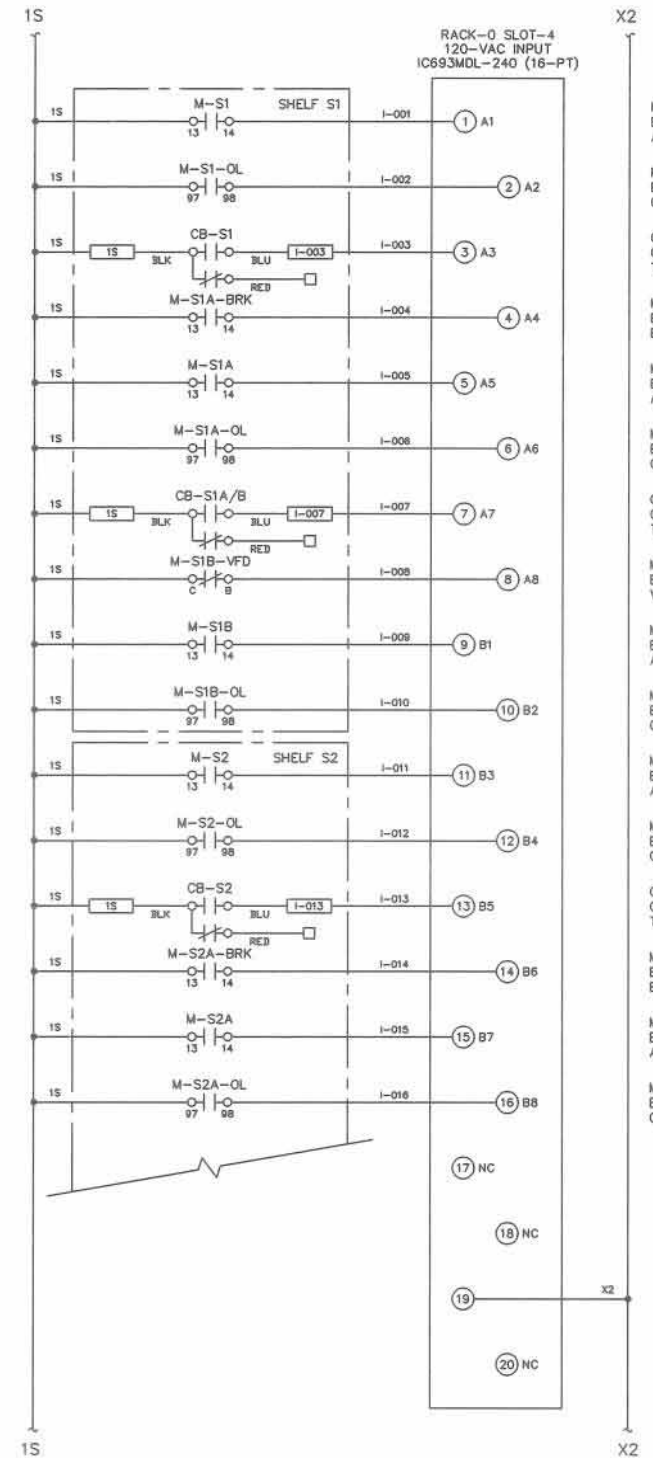 1S X2
RACK-0 SLOT-4
120-VAC INPUT
IC693MDL-240 (16-PT)
M-S1 SHELF S1
1S 13 14 I-001 1 A1
M-S1-OL
1S 97 98 I-002 2 A2
CB-S1
1S 1S BLK BLU I-003 I-003 3 A3
RED
M-S1A-BRK
1S 13 14 I-004 4 A4
M-S1A
1S 13 14 I-005 5 A5
M-S1A-OL
1S 97 98 I-006 6 A6
CB-S1A/B
1S 1S BLK BLU I-007 I-007 7 A7
RED
M-S1B-VFD
1S C B I-008 8 A8
M-S1B
1S 13 14 I-009 9 B1
M-S1B-OL
1S 97 98 I-010 10 B2
M-S2 SHELF S2
1S 13 14 I-011 11 B3
M-S2-OL
1S 97 98 I-012 12 B4
CB-S2
1S 1S BLK BLU I-013 I-013 13 B5
RED
M-S2A-BRK
1S 13 14 I-014 14 B6
M-S2A
1S 13 14 I-015 15 B7
M-S2A-OL
1S 97 98 I-016 16 B8
17 NC
18 NC
19 X2
20 NC
1S X2